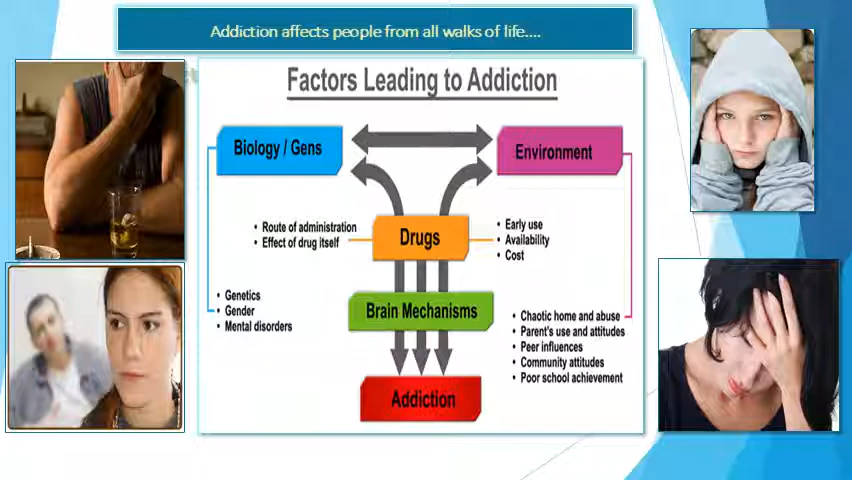 Addiction affects people from all walks of life....
Factors Leading to Addiction
Biology / Gens
Environment
• Route of administration
• Effect of drug itself
Drugs
• Early use
• Availability
• Cost
• Genetics
• Gender
• Mental disorders
Brain Mechanisms
• Chaotic home and abuse
• Parent's use and attitudes
• Peer influences
• Community attitudes
• Poor school achievement
Addiction